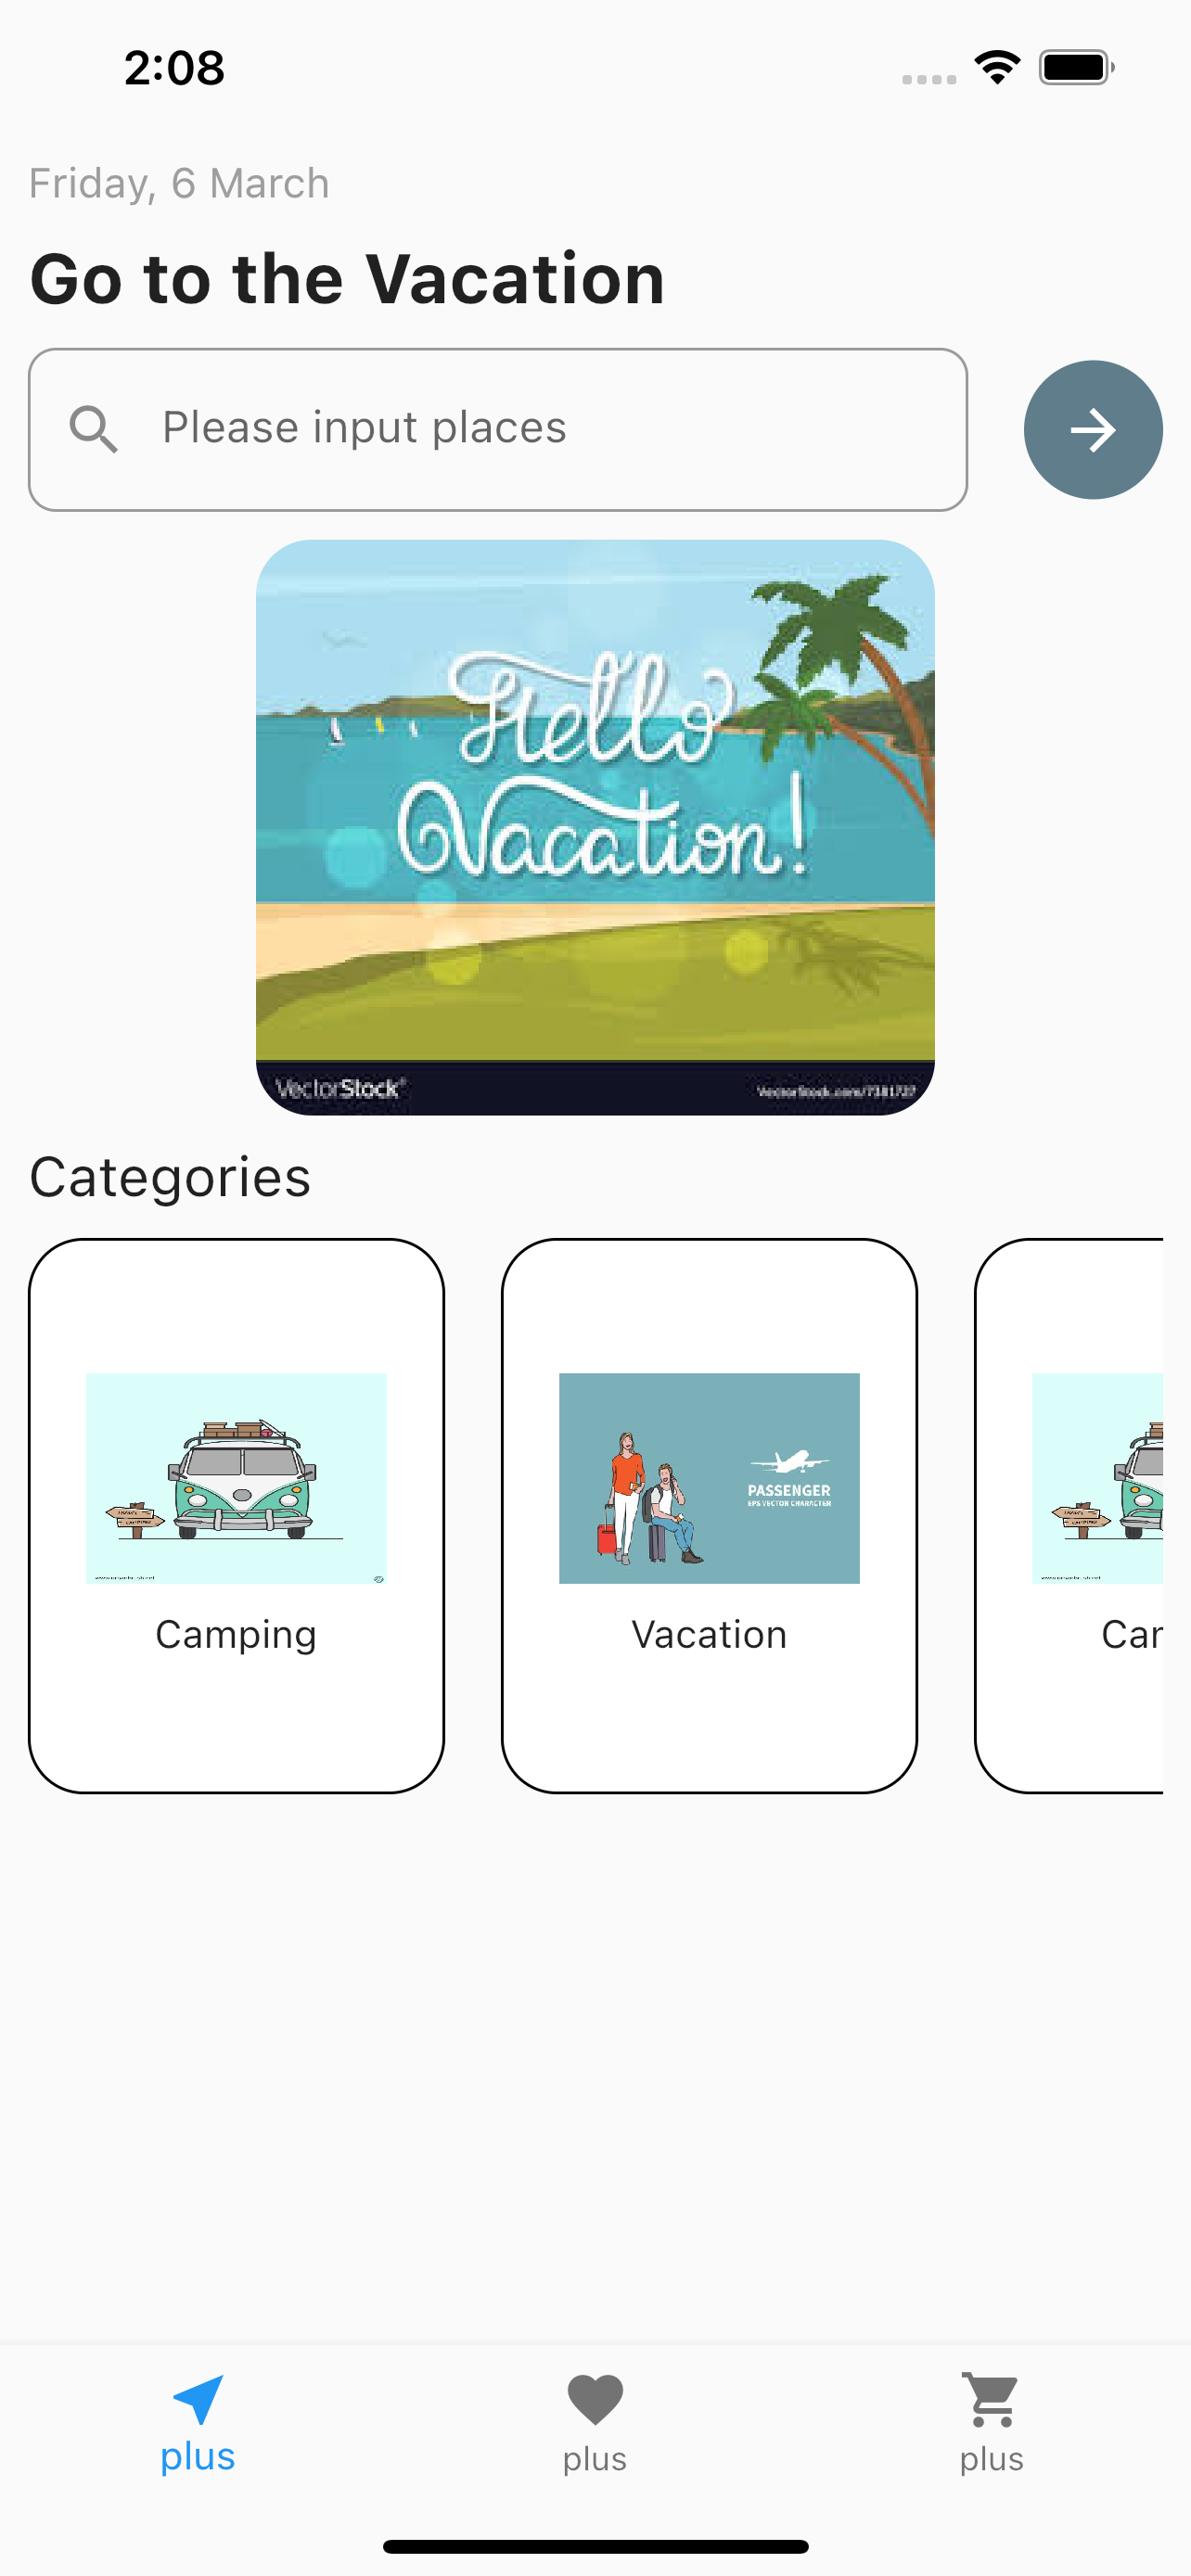 2:08
Friday, 6 March
Go to the Vacation
Please input places
Hello
Vacation!
VectorStock®
VectorStock.com/7381727
Categories
PASSENGER
EPS VECTOR CHARACTER
Camping
Vacation
Car
plus
plus
plus